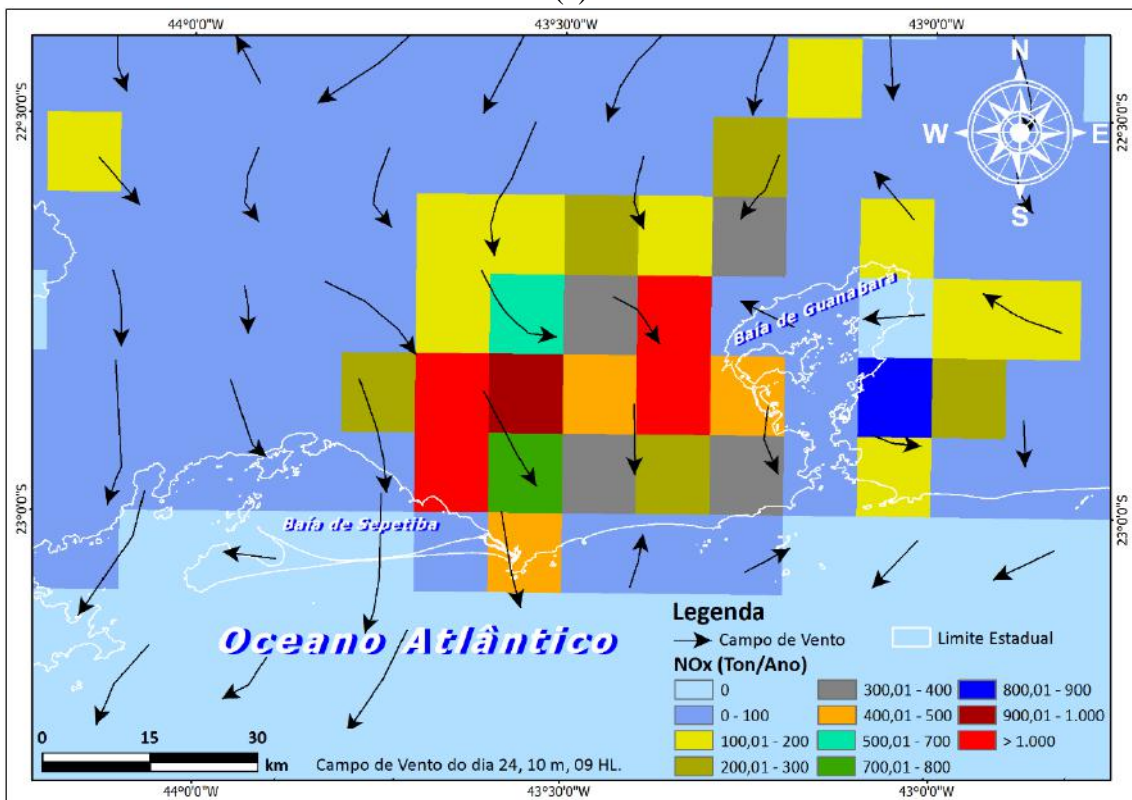 44°0'0"W 43°30'0"W 43°0'0"W
22°30'0"S 22°30'0"S
N
W E
S
Baía de Guanabara
23°0'0"S 23°0'0"S
Baía de Sepetiba
Oceano Atlântico
Legenda
Campo de Vento
Limite Estadual
NOx (Ton/Ano)
0
0 - 100
100,01 - 200
200,01 - 300
300,01 - 400
400,01 - 500
500,01 - 700
700,01 - 800
800,01 - 900
900,01 - 1.000
> 1.000
0 15 30
km
Campo de Vento do dia 24, 10 m, 09 HL.
44°0'0"W 43°30'0"W 43°0'0"W